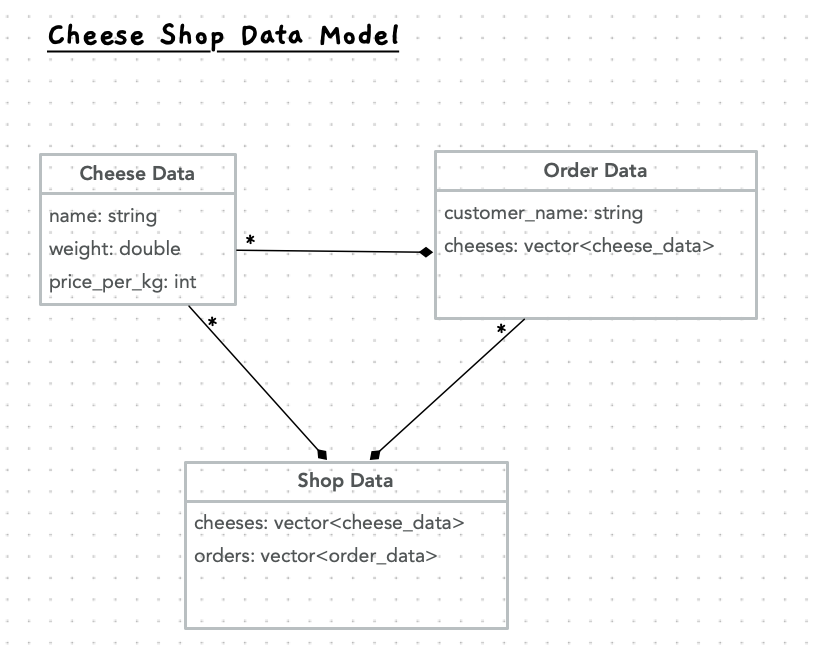 Cheese Shop Data Model
Cheese Data
name: string
weight: double
price_per_kg: int
*
*
Order Data
customer_name: string
cheeses: vector<cheese_data>
*
Shop Data
cheeses: vector<cheese_data>
orders: vector<order_data>